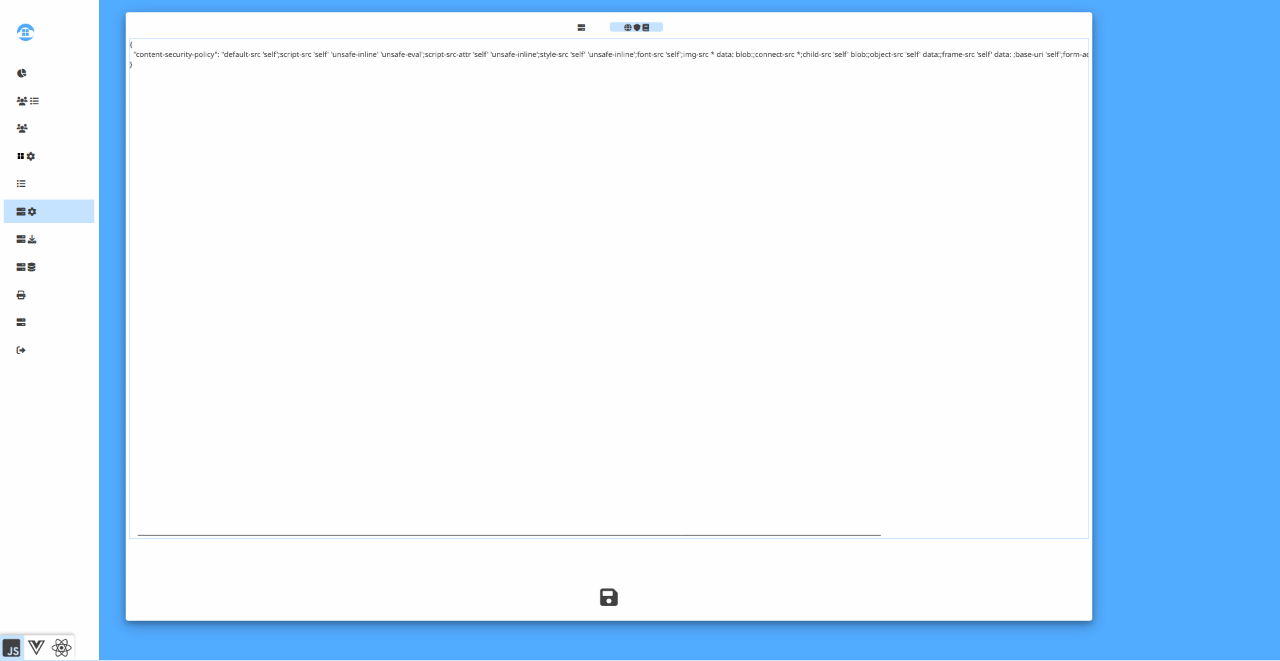 {
"content-security-policy": "default-src 'self';script-src 'self' 'unsafe-inline' 'unsafe-eval';script-src-attr 'self' 'unsafe-inline';style-src 'self' 'unsafe-inline';font-src 'self';img-src * data: blob:;connect-src *;child-src 'self' blob:;object-src 'self' data:;frame-src 'self' data: ;base-uri 'self';form-ac
}
JS